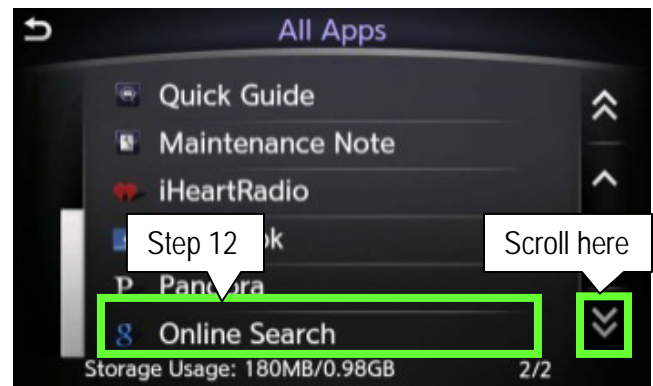 All Apps
Quick Guide
Maintenance Note
iHeartRadio
Step 12
Scroll here
Pandora
Online Search
Storage Usage: 180MB/0.98GB 2/2